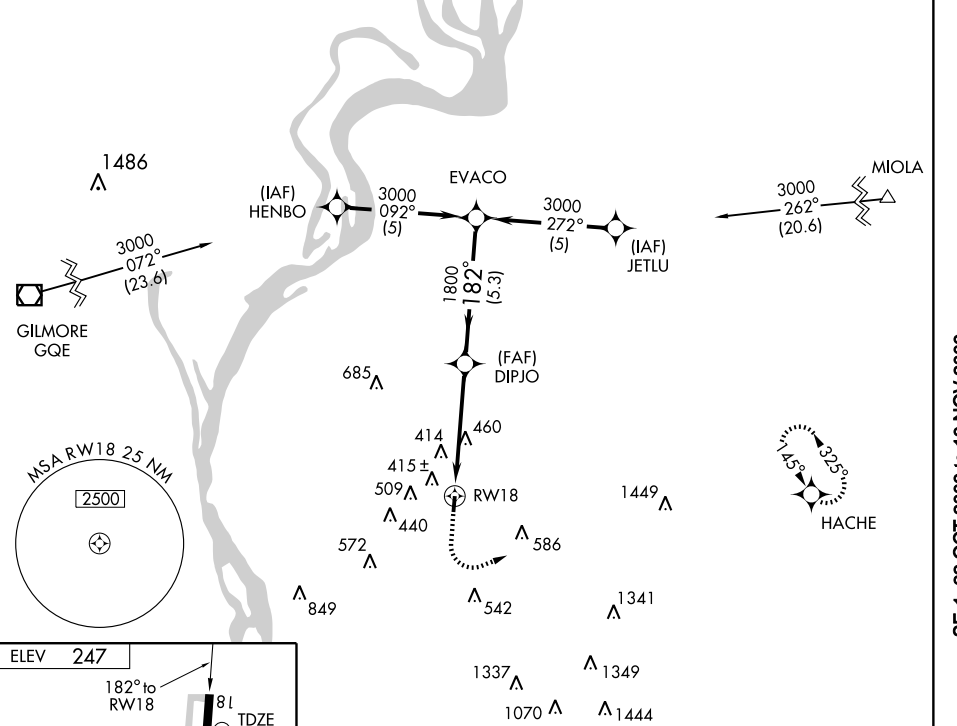 1486
(IAF)
HENBO
3000
092°
(5)
EVACO
3000
272°
(5)
(IAF)
JETLU
MIOLA
3000
262°
(20.6)
3000
072°
(23.6)
GILMORE
GQE
1800
182°
(5.3)
(FAF)
DIPJO
685
460
414
415±
509
RW18
440
586
572
849
542
1449
145°
325°
HACHE
1341
MSA RW18 25 NM
2500
1337
1349
1070
1444
ELEV 247
182° to
RW18
18
TDZE